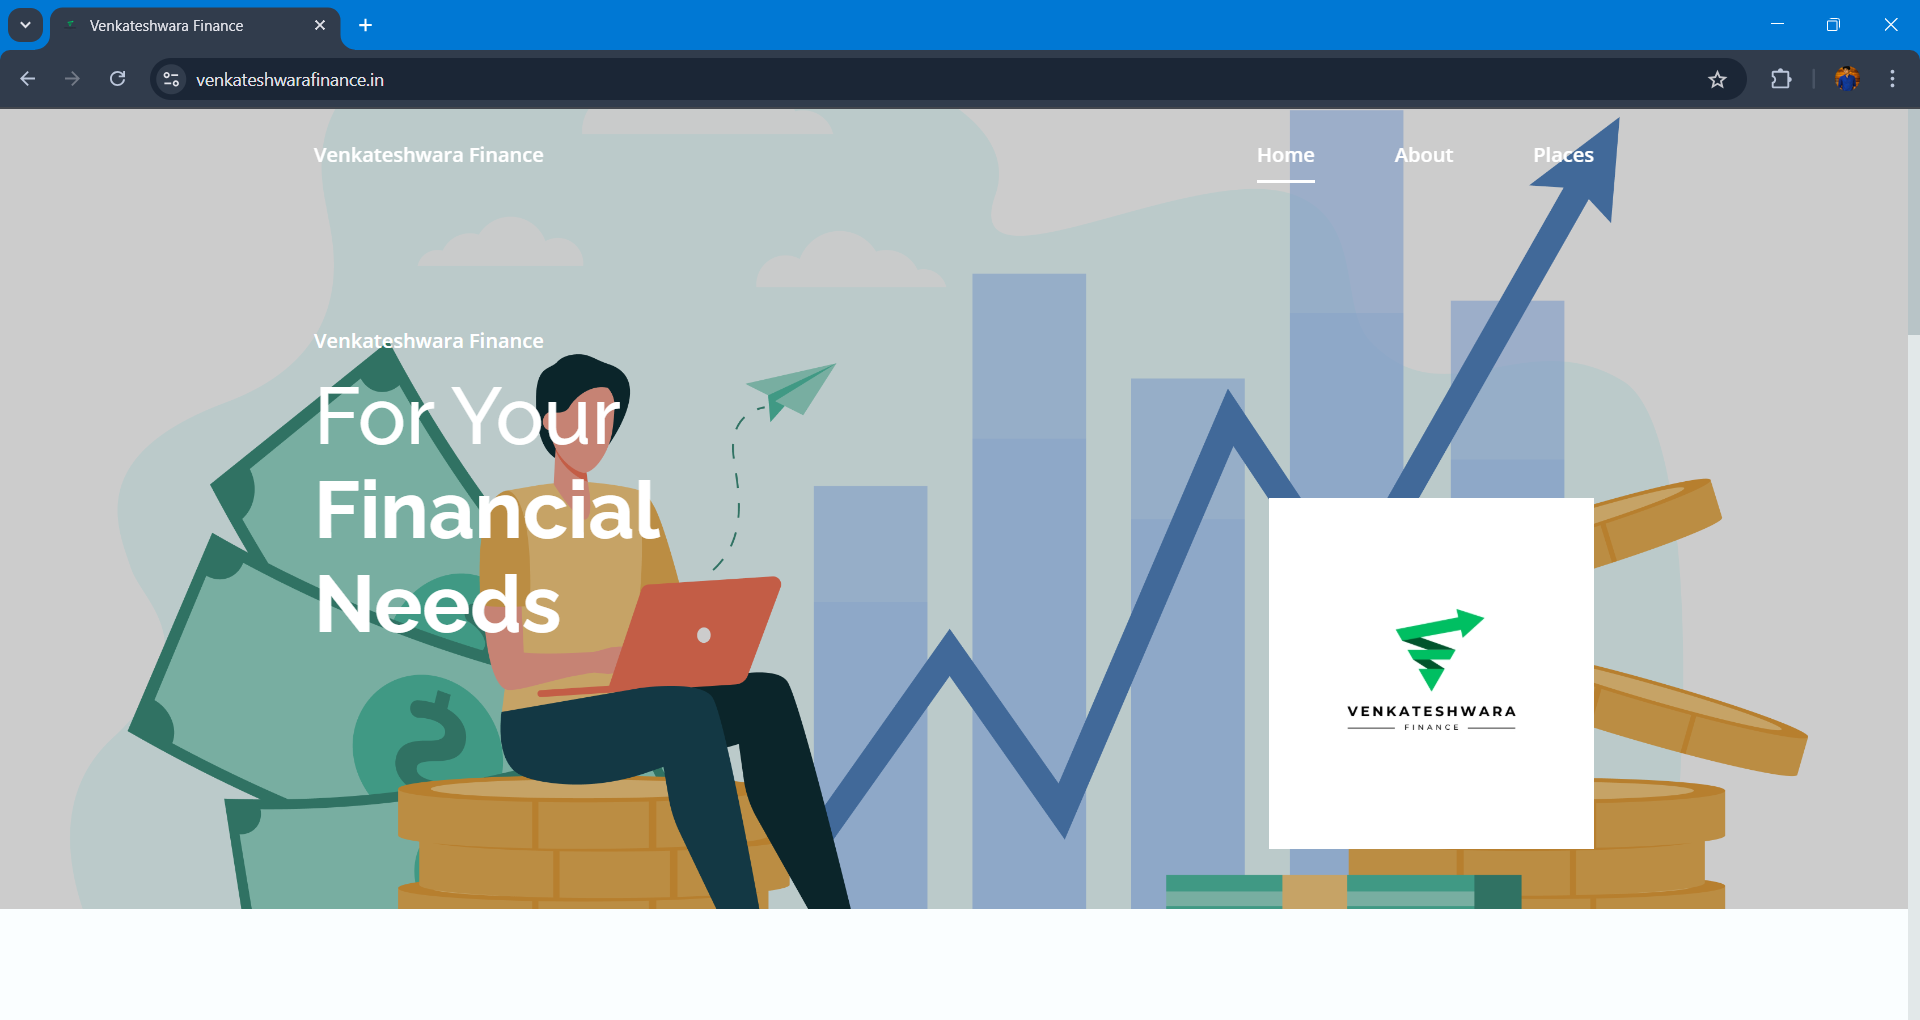 Venkateshwara Finance
venkateshwarafinance.in
Venkateshwara Finance
Home
About
Places
Venkateshwara Finance
For Your
Financial
Needs
VENKATESHWARA
FINANCE